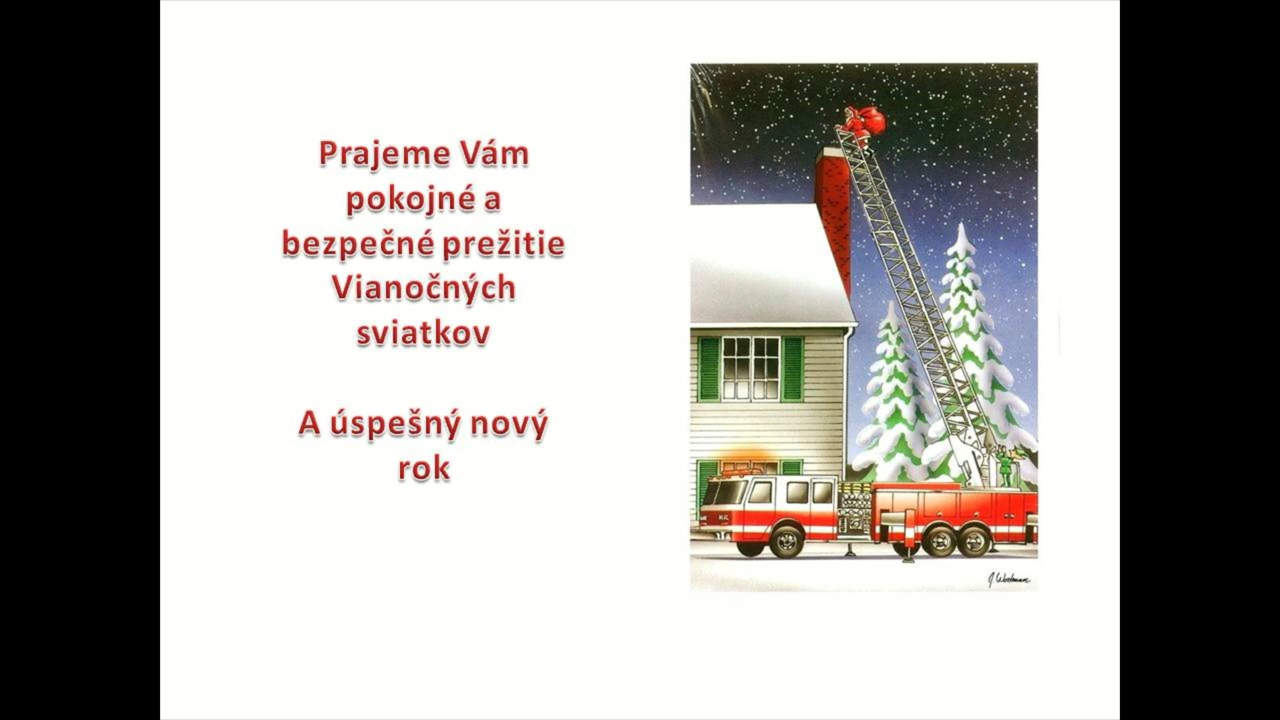 Prajeme Vám
pokojné a
bezpečné prežitie
Vianočných
sviatkov
A úspešný nový
rok